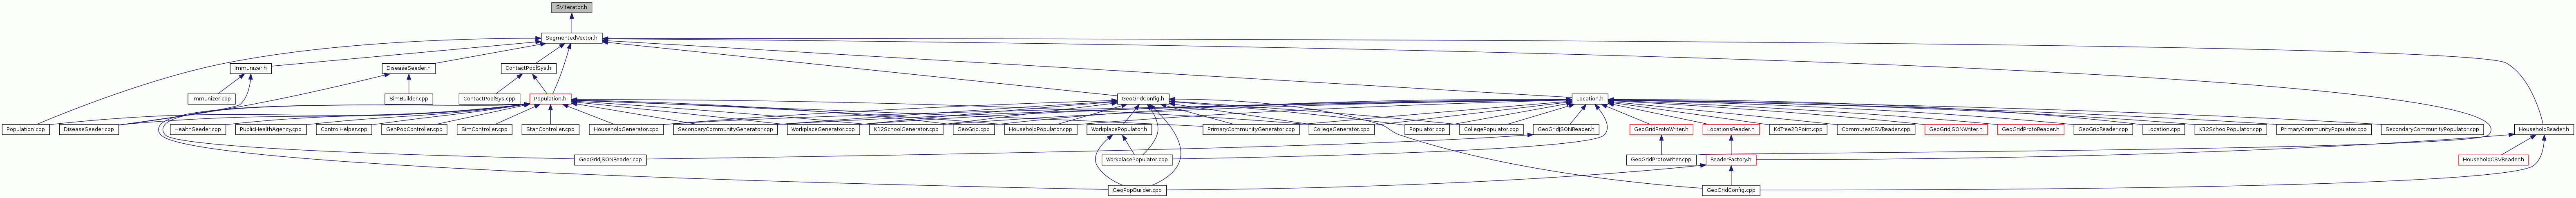 SVIterator.h
SegmentedVector.h
Immunizer.h
DiseaseSeeder.h
ContactPoolSys.h
Immunizer.cpp
SimBuilder.cpp
ContactPoolSys.cpp
Population.h
GeoGridConfig.h
Location.h
Population.cpp
DiseaseSeeder.cpp
HealthSeeder.cpp
PublicHealthAgency.cpp
ControlHelper.cpp
GenPopController.cpp
SimController.cpp
StanController.cpp
HouseholdGenerator.cpp
SecondaryCommunityGenerator.cpp
WorkplaceGenerator.cpp
K12SchoolGenerator.cpp
GeoGrid.cpp
HouseholdPopulator.cpp
WorkplacePopulator.h
PrimaryCommunityGenerator.cpp
CollegeGenerator.cpp
Populator.cpp
CollegePopulator.cpp
GeoGridJSONReader.h
GeoGridProtoWriter.h
LocationsReader.h
KdTree2DPoint.cpp
CommutesCSVReader.cpp
GeoGridJSONWriter.h
GeoGridProtoReader.h
GeoGridReader.cpp
Location.cpp
K12SchoolPopulator.cpp
PrimaryCommunityPopulator.cpp
SecondaryCommunityPopulator.cpp
HouseholdReader.h
GeoGridJSONReader.cpp
WorkplacePopulator.cpp
GeoGridProtoWriter.cpp
ReaderFactory.h
HouseholdCSVReader.h
GeoPopBuilder.cpp
GeoGridConfig.cpp